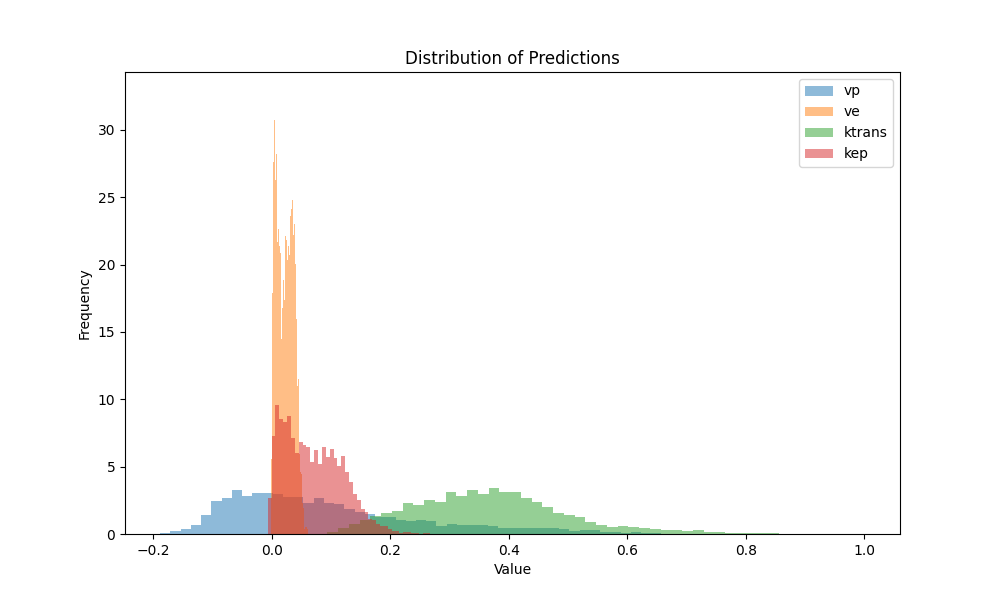 Distribution of Predictions
vp
ve
ktrans
kep
Frequency
30
25
20
15
10
5
0
−0.2 0.0 0.2 0.4 0.6 0.8 1.0
Value